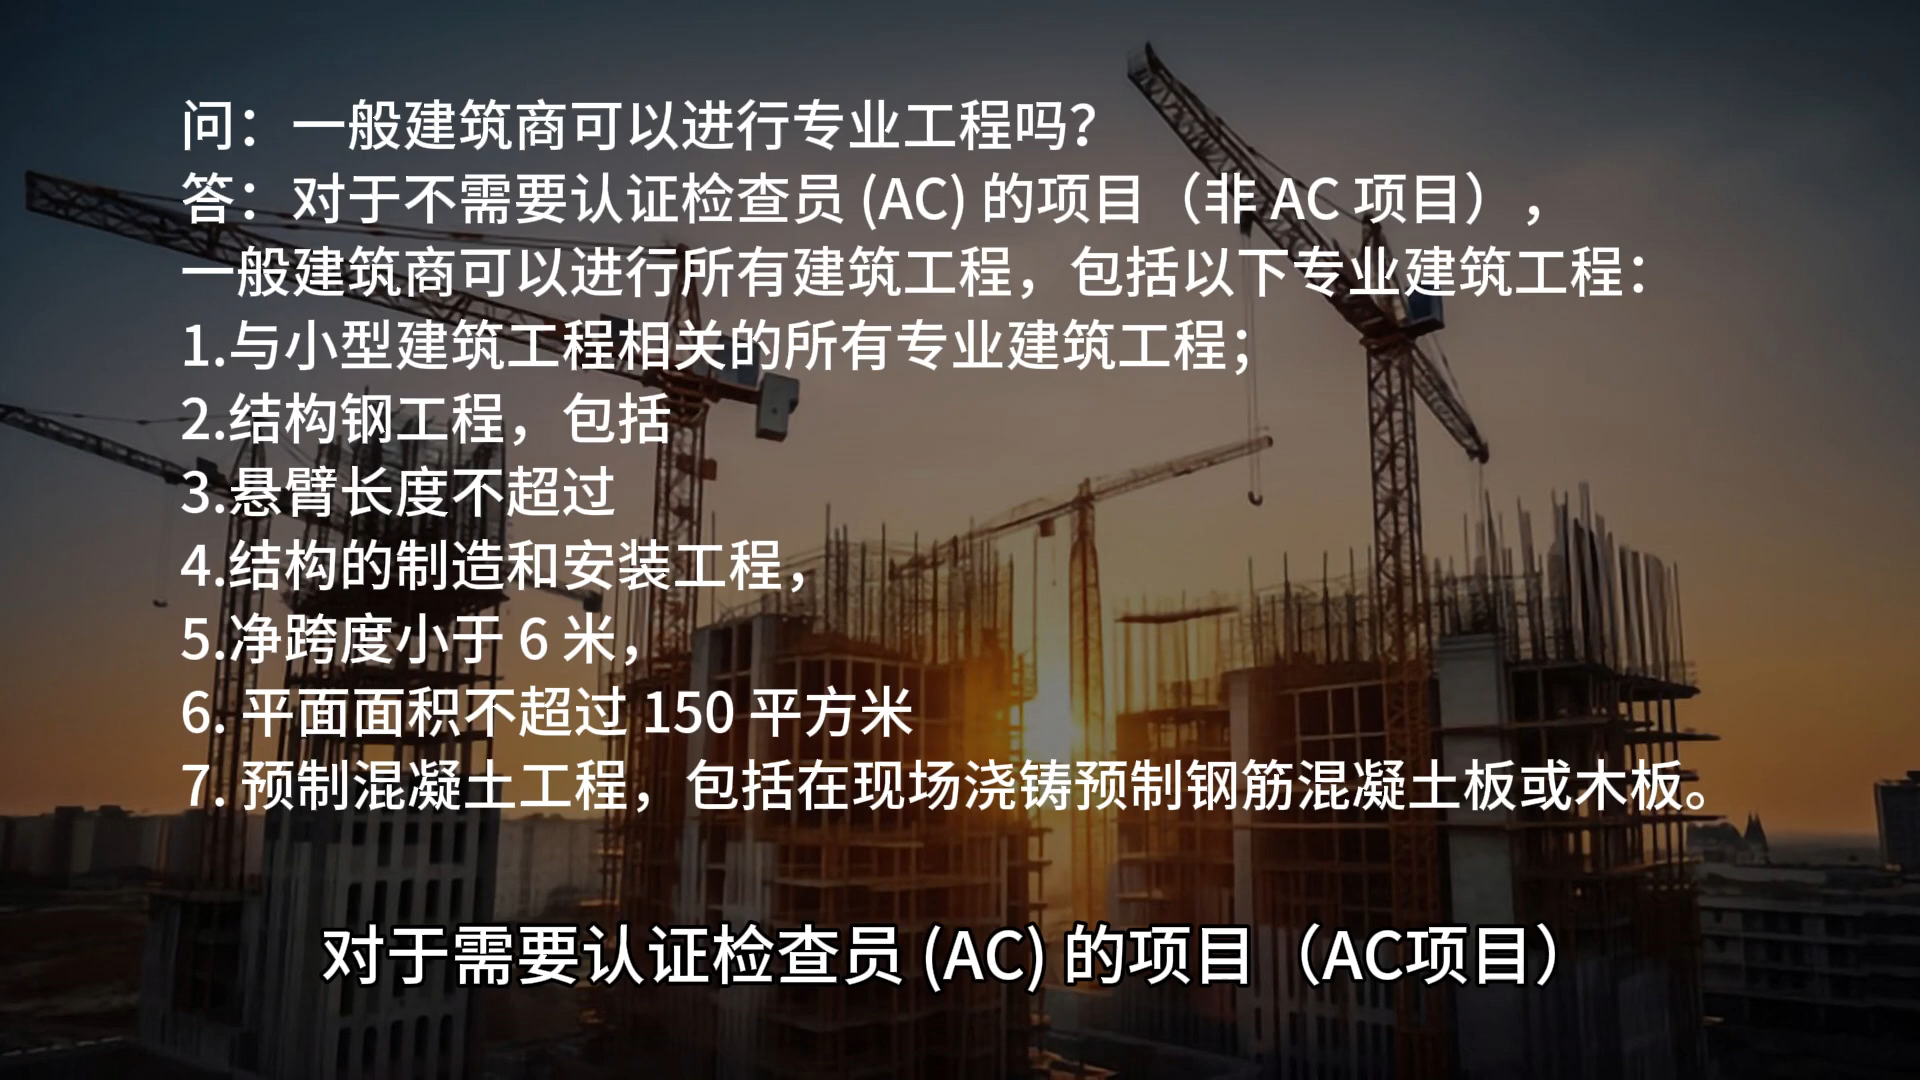 问：一般建筑商可以进行专业工程吗？
答：对于不需要认证检查员 (AC) 的项目（非 AC 项目），
一般建筑商可以进行所有建筑工程，包括以下专业建筑工程：
1.与小型建筑工程相关的所有专业建筑工程；
2.结构钢工程，包括
3.悬臂长度不超过
4.结构的制造和安装工程，
5.净跨度小于 6 米，
6. 平面面积不超过 150 平方米
7. 预制混凝土工程，包括在现场浇铸预制钢筋混凝土板或木板。
对于需要认证检查员 (AC) 的项目（AC项目）